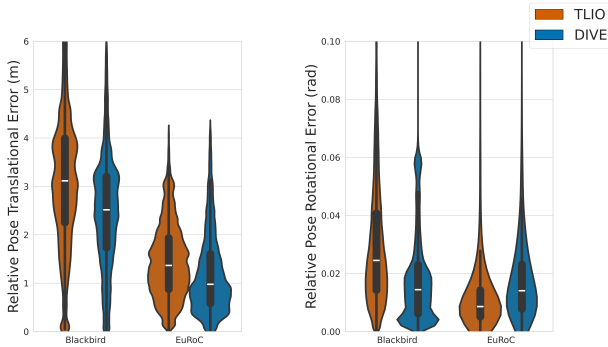 TLIO
DIVE
Relative Pose Translational Error (m)
6
5
4
3
2
1
0
Blackbird
EuRoC
Relative Pose Rotational Error (rad)
0.10
0.08
0.06
0.04
0.02
0.00
Blackbird
EuRoC